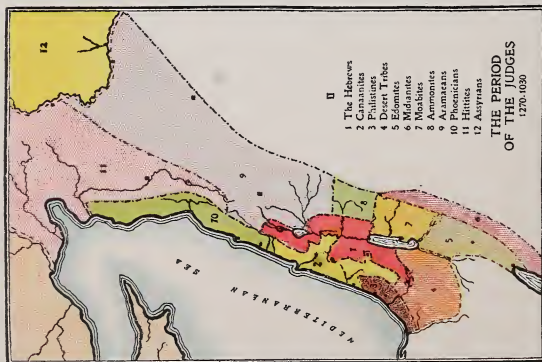 II
1 The Hebrews
2 Canaanites
3 Philistines
4 Desert Tribes
5 Edomites
6 Midianites
7 Moabites
8 Ammonites
9 Aramaeans
10 Phoenicians
11 Hittites
12 Assyrians
THE PERIOD
OF THE JUDGES
1270-1030
MEDITERRANEAN SEA
12
11
10
9
8
7
5
2
1